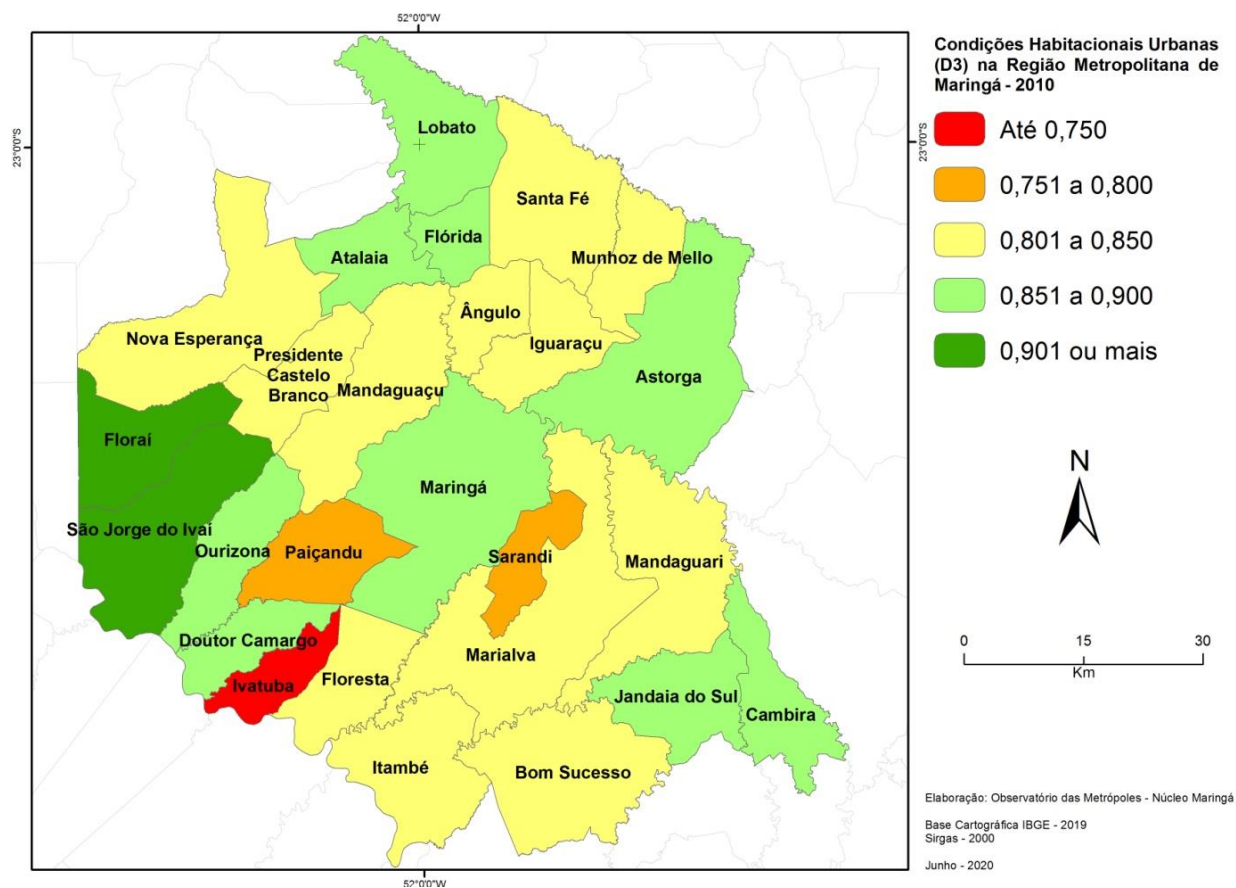 52°0'0"W
23°0'0"S
23°0'0"S
Lobato
Santa Fé
Flórida
Atalaia
Munhoz de Mello
Ângulo
Nova Esperança
Iguaraçu
Presidente
Castelo
Branco
Mandaguaçu
Astorga
Floraí
Maringá
São Jorge do Ivaí
Ourizona
Paiçandu
Sarandi
Mandaguari
Doutor Camargo
Marialva
Ivatuba
Floresta
Jandaia do Sul
Cambira
Itambé
Bom Sucesso
52°0'0"W
Condições Habitacionais Urbanas
(D3) na Região Metropolitana de
Maringá - 2010
Até 0,750
0,751 a 0,800
0,801 a 0,850
0,851 a 0,900
0,901 ou mais
N
0 15 30
Km
Elaboração: Observatório das Metrópoles - Núcleo Maringá
Base Cartográfica IBGE - 2019
Sirgas - 2000
Junho - 2020